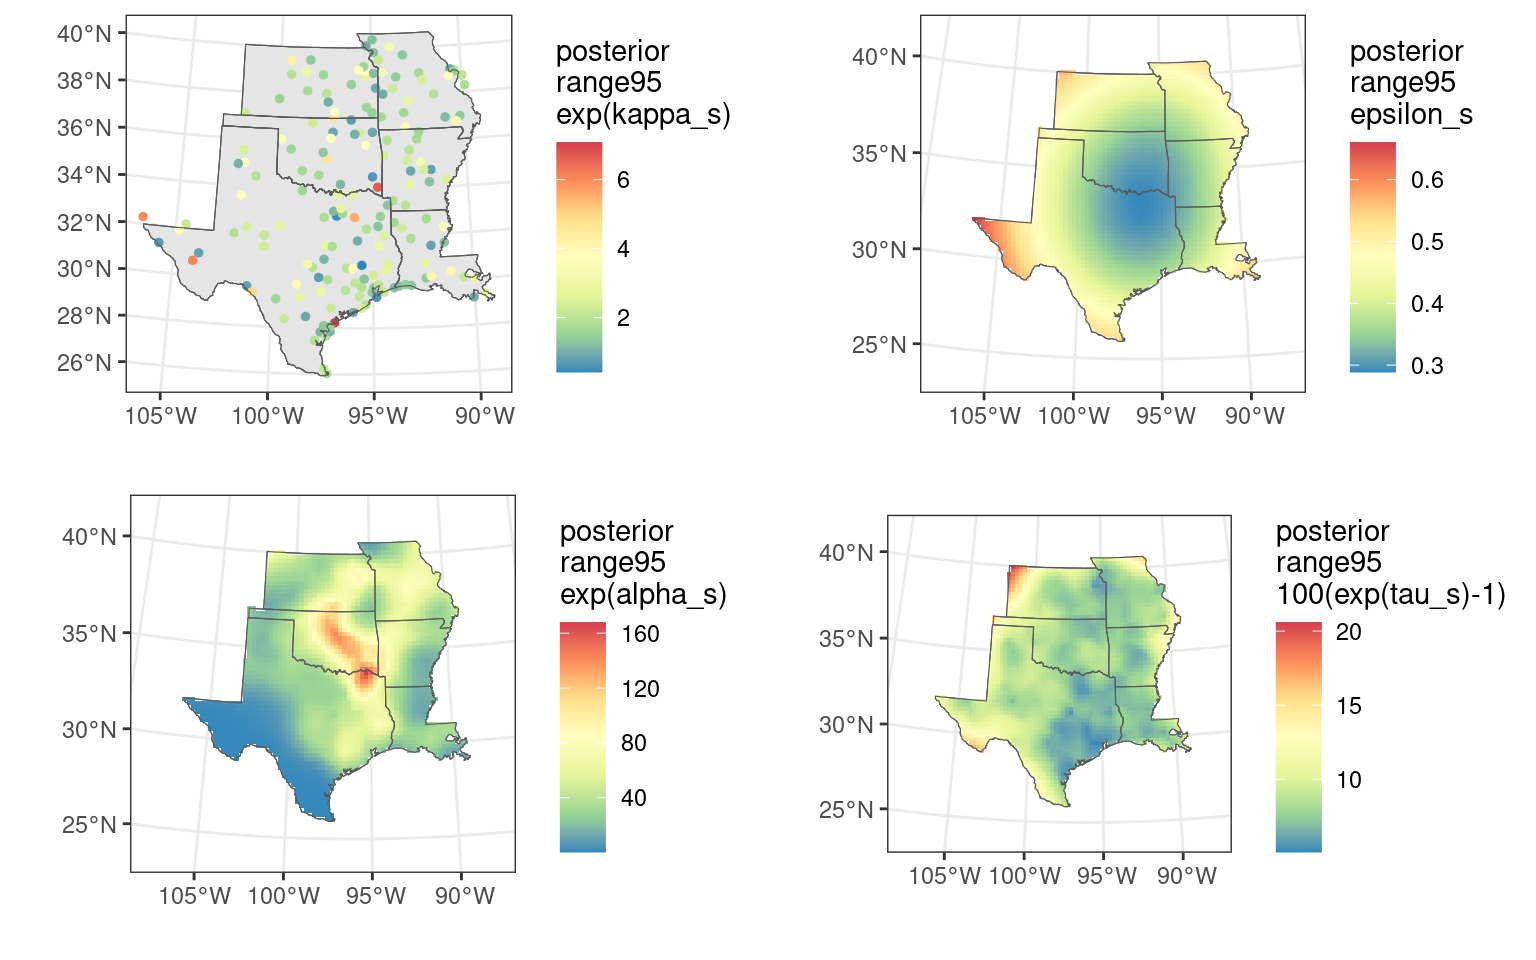 posterior
range95
exp(kappa_s)
6
4
2
40°N
38°N
36°N
34°N
32°N
30°N
28°N
26°N
105°W 100°W 95°W 90°W
posterior
range95
epsilon_s
0.6
0.5
0.4
0.3
40°N
35°N
30°N
25°N
105°W 100°W 95°W 90°W
posterior
range95
exp(alpha_s)
160
120
80
40
40°N
35°N
30°N
25°N
105°W 100°W 95°W 90°W
posterior
range95
100(exp(tau_s)-1)
20
15
10
40°N
35°N
30°N
25°N
105°W 100°W 95°W 90°W